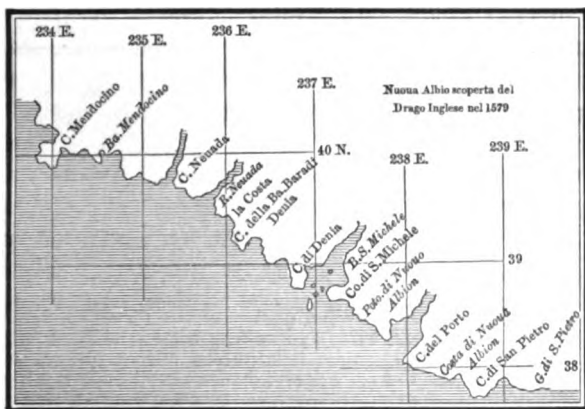 234 E.
235 E.
236 E.
237 E.
238 E.
239 E.
Nuoua Albio scoperta del
Drago Inglese nel 1579
C. Mendocino
Ba. Mendocino
C. Neuada
40 N.
R. Neuada
la Costa
C. della Ba. Baradi
Denia
C. di Denia
B. S. Michele
Co. di S. Michele
Poto. di Nuouo
Albion
39
C. del Porto
Costa di Nuoua
Albion
C. di San Pietro
G. di S. Pietro
38